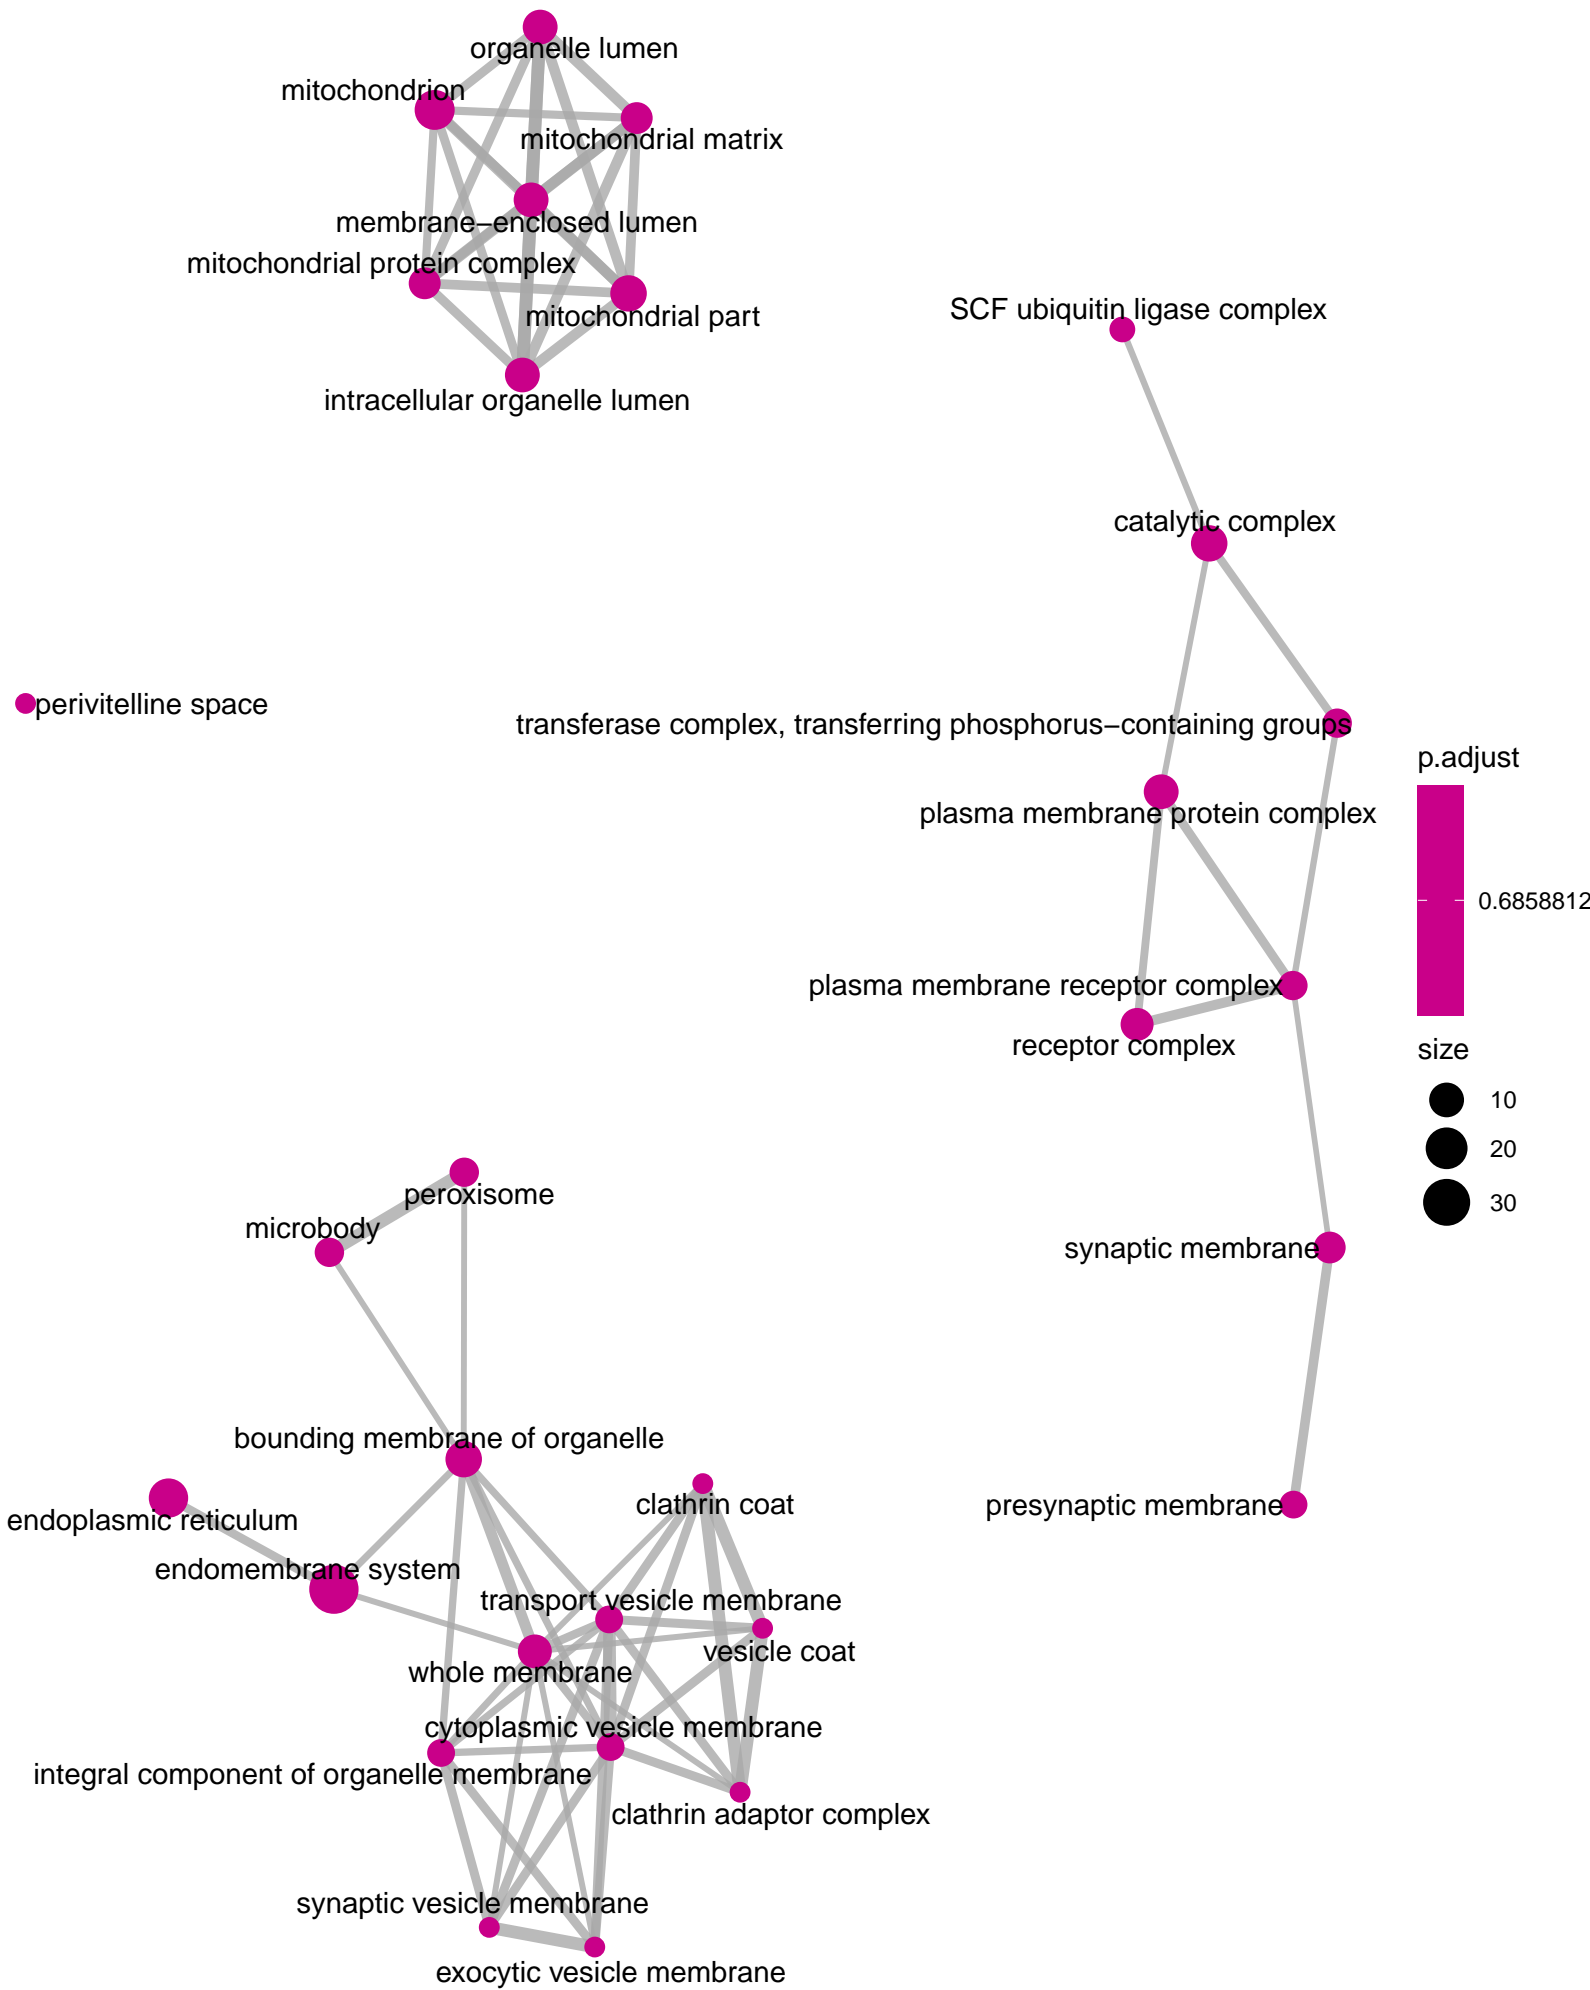 organelle lumen
mitochondrion
mitochondrial matrix
membrane−enclosed lumen
mitochondrial protein complex
mitochondrial part
SCF ubiquitin ligase complex
intracellular organelle lumen
catalytic complex
perivitelline space
transferase complex, transferring phosphorus−containing groups
p.adjust
plasma membrane protein complex
0.6858812
plasma membrane receptor complex
receptor complex
size
10
20
30
peroxisome
microbody
synaptic membrane
bounding membrane of organelle
clathrin coat
presynaptic membrane
endoplasmic reticulum
endomembrane system
transport vesicle membrane
vesicle coat
whole membrane
cytoplasmic vesicle membrane
integral component of organelle membrane
clathrin adaptor complex
synaptic vesicle membrane
exocytic vesicle membrane